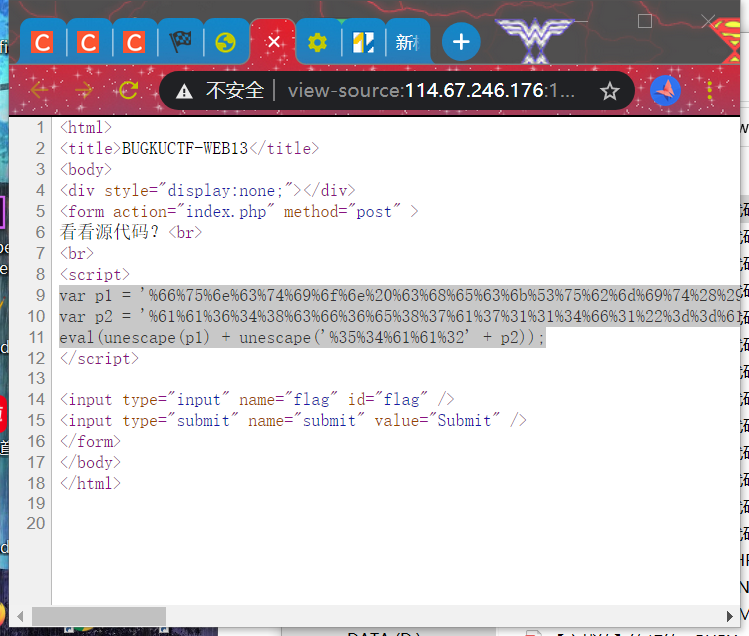 新
不安全 | view-source:114.67.246.176:1...
1 <html>
2 <title>BUGKUCTF-WEB13</title>
3 <body>
4 <div style="display:none;"></div>
5 <form action="index.php" method="post" >
6 看看源代码？<br>
7 <br>
8 <script>
9 var p1 = '%66%75%6e%63%74%69%6f%6e%20%63%68%65%63%6b%53%75%62%6d%69%74%28%29
10 var p2 = '%61%61%36%34%38%63%66%36%65%38%37%61%37%31%31%34%66%31%22%3d%3d%61
11 eval(unescape(p1) + unescape('%35%34%61%61%32' + p2));
12 </script>
13
14 <input type="input" name="flag" id="flag" />
15 <input type="submit" name="submit" value="Submit" />
16 </form>
17 </body>
18 </html>
19
20